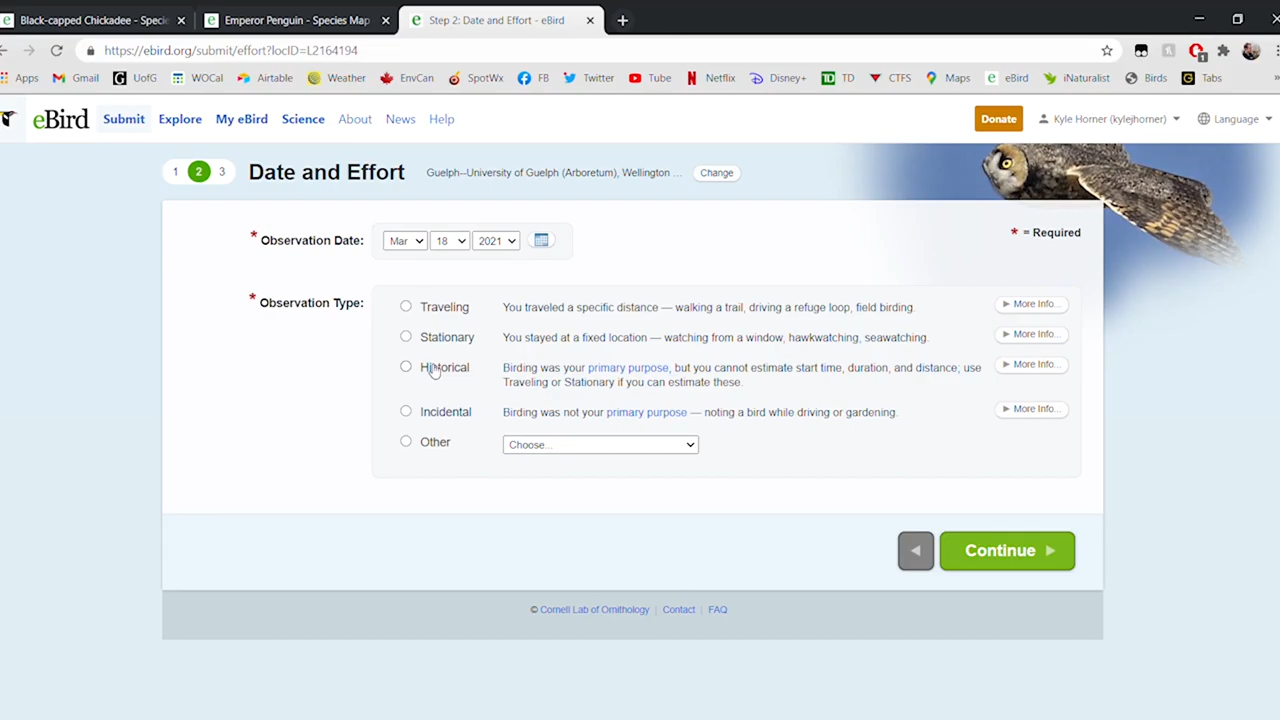 Black-capped Chickadee - Specie
Emperor Penguin - Species Map
Step 2: Date and Effort - eBird
https://ebird.org/submit/effort?locID=L2164194
Apps Gmail UofG WOCal Airtable Weather EnvCan SpotWx FB Twitter Tube Netflix Disney+ TD CTFS Maps eBird iNaturalist Birds Tabs
eBird Submit Explore My eBird Science About News Help Donate Kyle Horner (kylejhorner) Language
1 2 3 Date and Effort Guelph--University of Guelph (Arboretum), Wellington ... Change
* Observation Date: Mar 18 2021 * = Required
* Observation Type:
Traveling You traveled a specific distance — walking a trail, driving a refuge loop, field birding. More Info...
Stationary You stayed at a fixed location — watching from a window, hawkwatching, seawatching. More Info...
Historical Birding was your primary purpose, but you cannot estimate start time, duration, and distance; use More Info...
Traveling or Stationary if you can estimate these.
Incidental Birding was not your primary purpose — noting a bird while driving or gardening. More Info...
Other Choose...
Continue
© Cornell Lab of Ornithology | Contact | FAQ